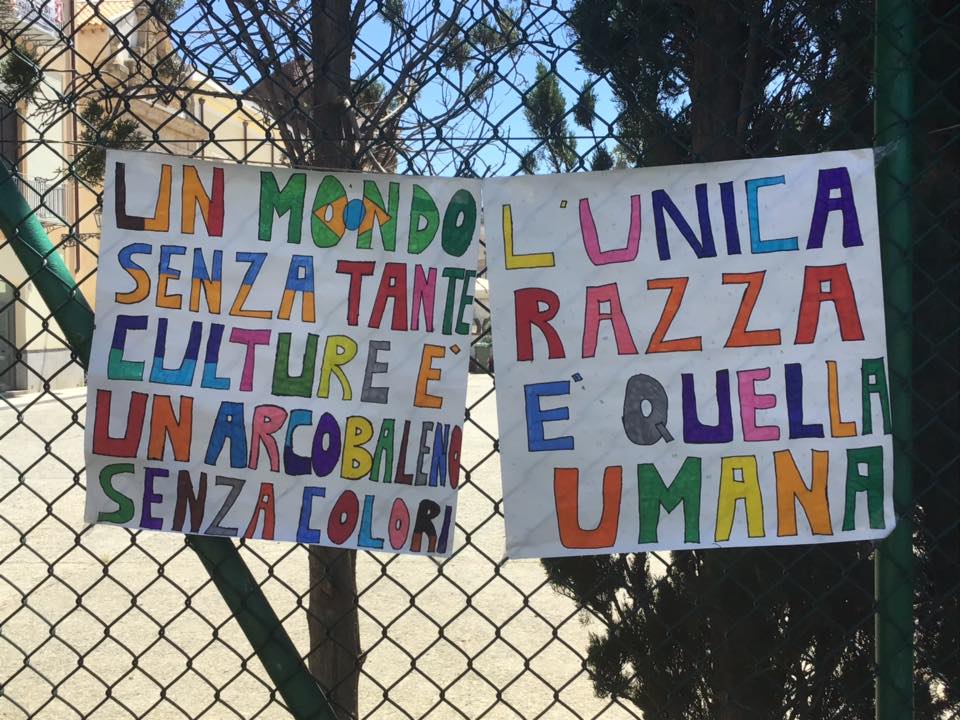 UN MONDO
SENZA TANTE
CULTURE È
UN ARCOBALENO
SENZA COLORI
L'UNICA
RAZZA
E' QUELLA
UMANA